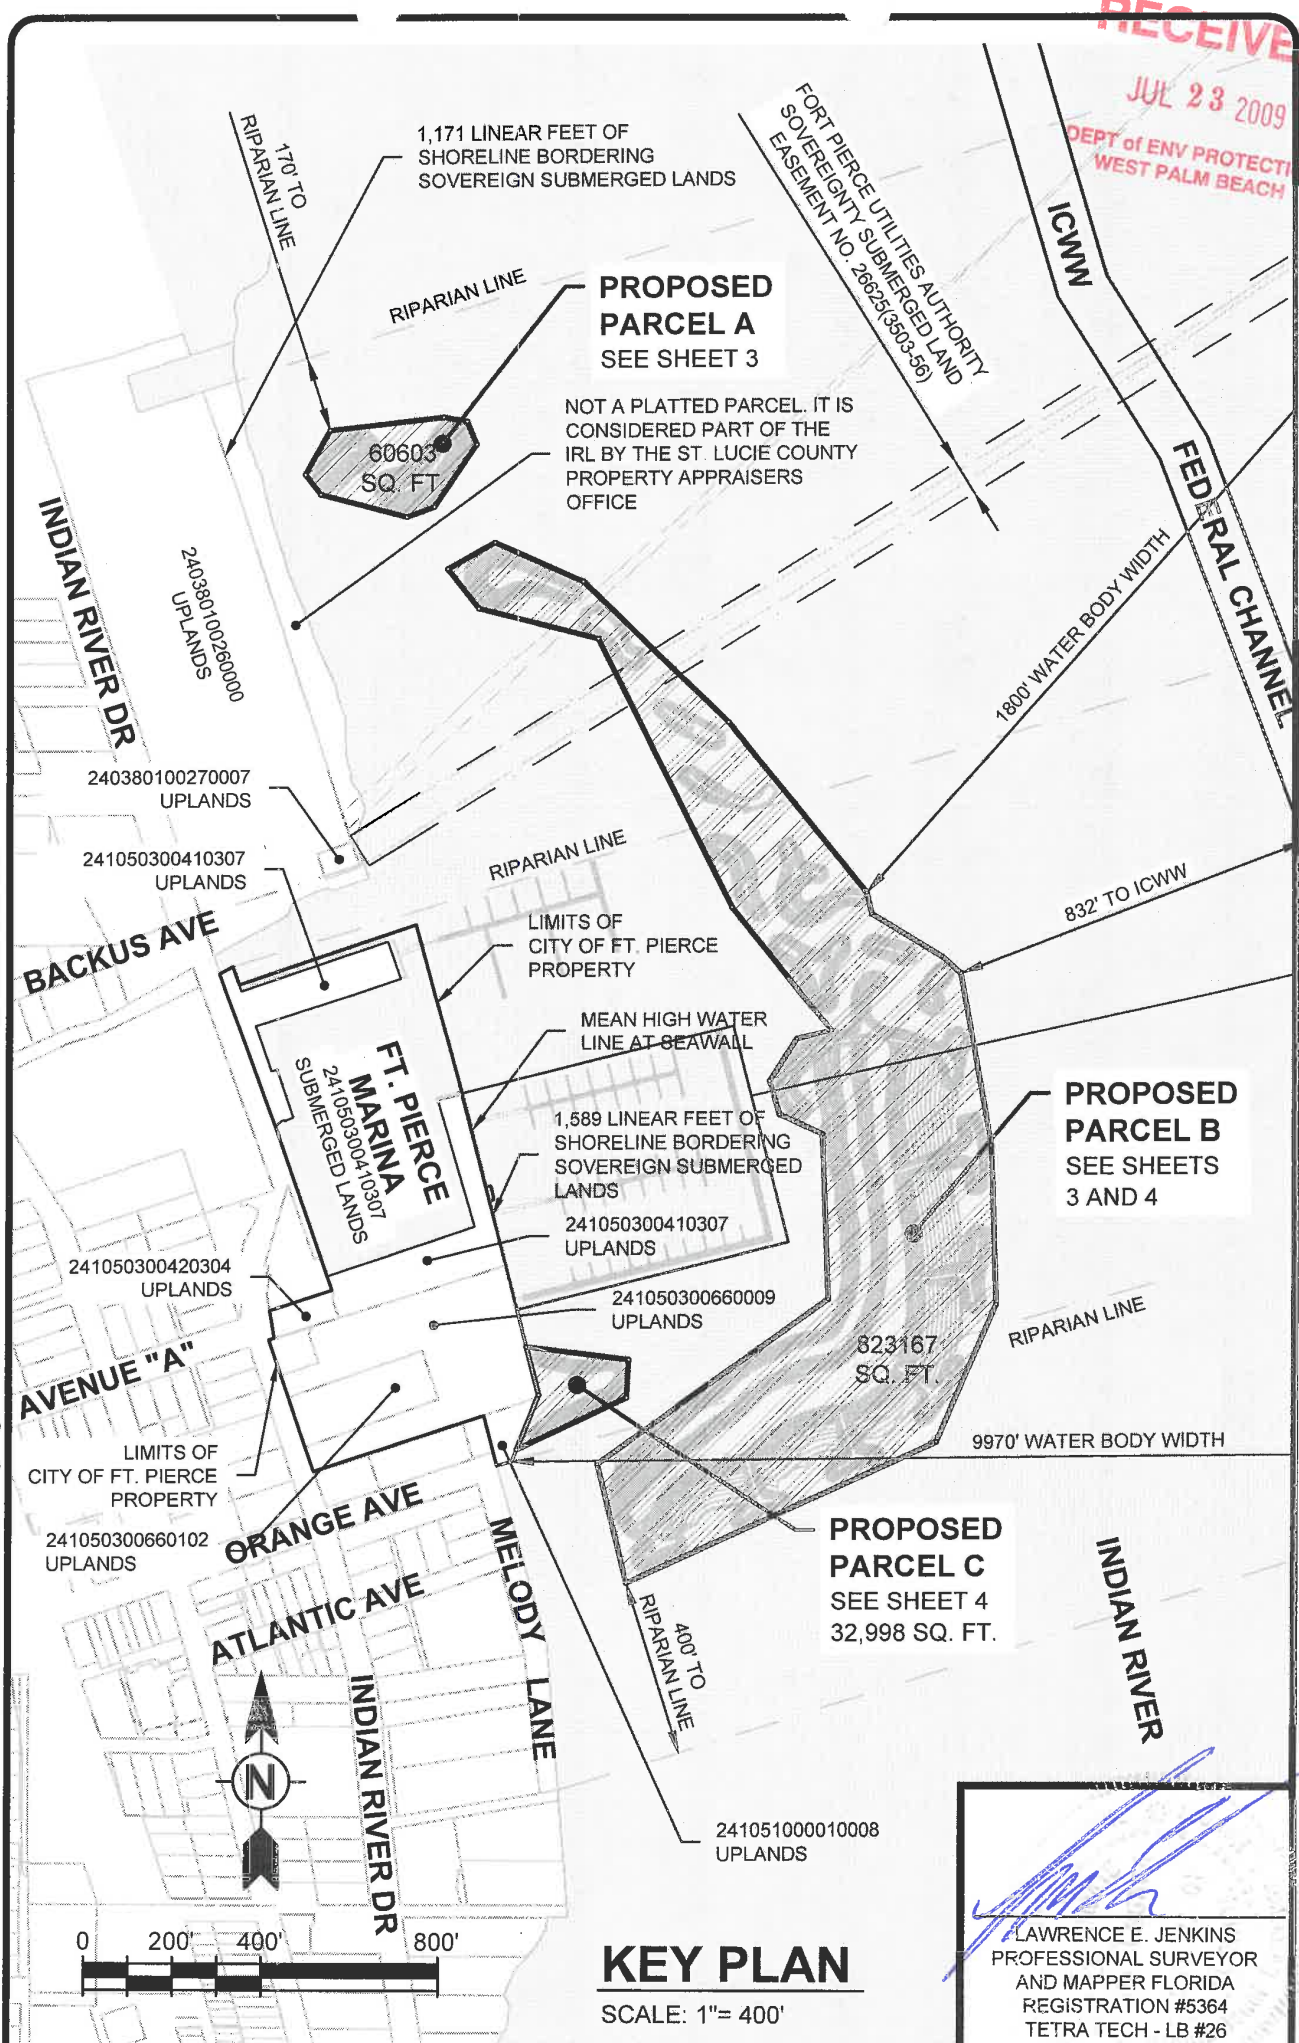 JUL 23 2009
DEPT of ENV
WEST PALM BEACH
170' TO
RIPARIAN LINE
1,171 LINEAR FEET OF
SHORELINE BORDERING
SOVEREIGN SUBMERGED LANDS
FORT PIERCE UTILITIES AUTHORITY
SOVEREIGNTY SUBMERGED LAND
EASEMENT NO. 26625(3503-56)
ICWW
RIPARIAN LINE
PROPOSED
PARCEL A
SEE SHEET 3
NOT A PLATTED PARCEL. IT IS
CONSIDERED PART OF THE
IRL BY THE ST. LUCIE COUNTY
PROPERTY APPRAISERS
OFFICE
60603
SQ. FT
FEDERAL CHANNEL
INDIAN RIVER DR
240380100260000
UPLANDS
1800' WATER BODY WIDTH
240380100270007
UPLANDS
241050300410307
UPLANDS
RIPARIAN LINE
832' TO ICWW
BACKUS AVE
LIMITS OF
CITY OF FT. PIERCE
PROPERTY
MEAN HIGH WATER
LINE AT SEAWALL
FT. PIERCE
MARINA
241050300410307
SUBMERGED LANDS
1,589 LINEAR FEET OF
SHORELINE BORDERING
SOVEREIGN SUBMERGED
LANDS
PROPOSED
PARCEL B
SEE SHEETS
3 AND 4
241050300410307
UPLANDS
241050300420304
UPLANDS
241050300660009
UPLANDS
RIPARIAN LINE
823167
SQ. FT.
AVENUE "A"
9970' WATER BODY WIDTH
LIMITS OF
CITY OF FT. PIERCE
PROPERTY
241050300660102
UPLANDS
ORANGE AVE
MELODY LANE
PROPOSED
PARCEL C
SEE SHEET 4
32,998 SQ. FT.
INDIAN RIVER
ATLANTIC AVE
400' TO
RIPARIAN LINE
INDIAN RIVER DR
N
241051000010008
UPLANDS
0 200' 400' 800'
KEY PLAN
SCALE: 1"= 400'
LAWRENCE E. JENKINS
PROFESSIONAL SURVEYOR
AND MAPPER FLORIDA
REGISTRATION #5364
TETRA TECH - LB #26